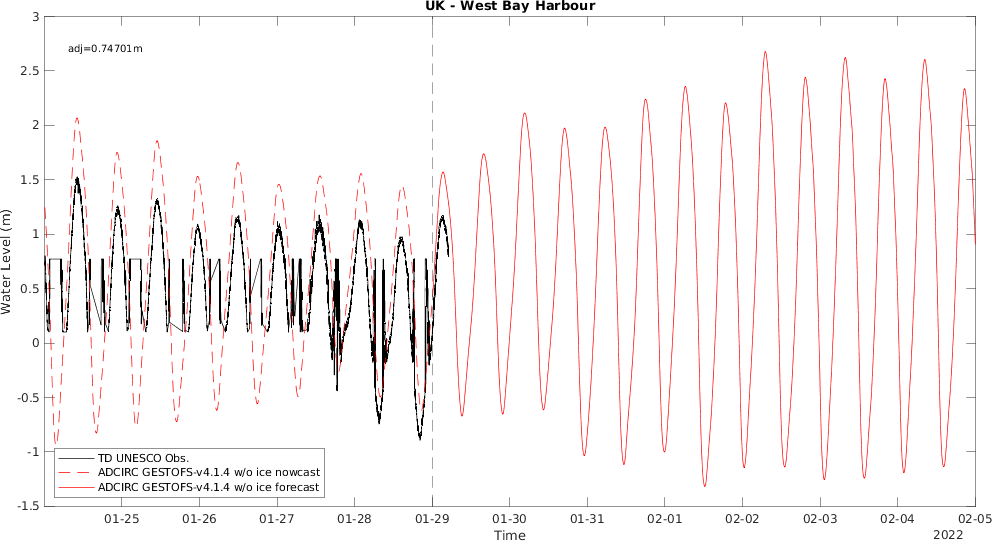 UK - West Bay Harbour
adj=0.74701m
3
2.5
2
1.5
1
0.5
0
-0.5
-1
-1.5
Water Level (m)
TD UNESCO Obs.
ADCIRC GESTOFS-v4.1.4 w/o ice nowcast
ADCIRC GESTOFS-v4.1.4 w/o ice forecast
01-25 01-26 01-27 01-28 01-29 01-30 01-31 02-01 02-02 02-03 02-04 02-05
Time
2022